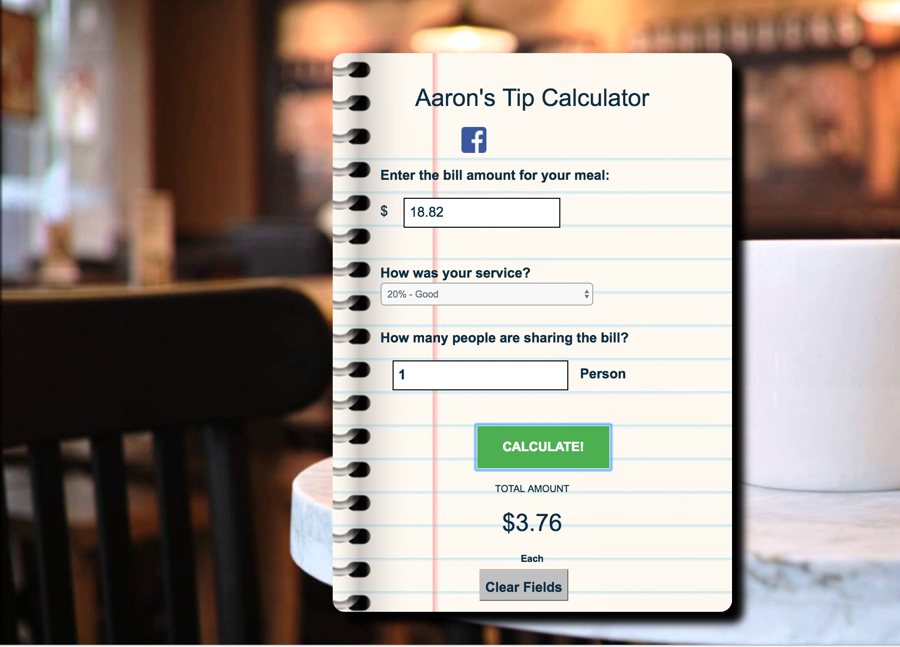 Aaron's Tip Calculator
f
Enter the bill amount for your meal:
$ 18.82
How was your service?
20% - Good
How many people are sharing the bill?
1 Person
CALCULATE!
TOTAL AMOUNT
$3.76
Each
Clear Fields